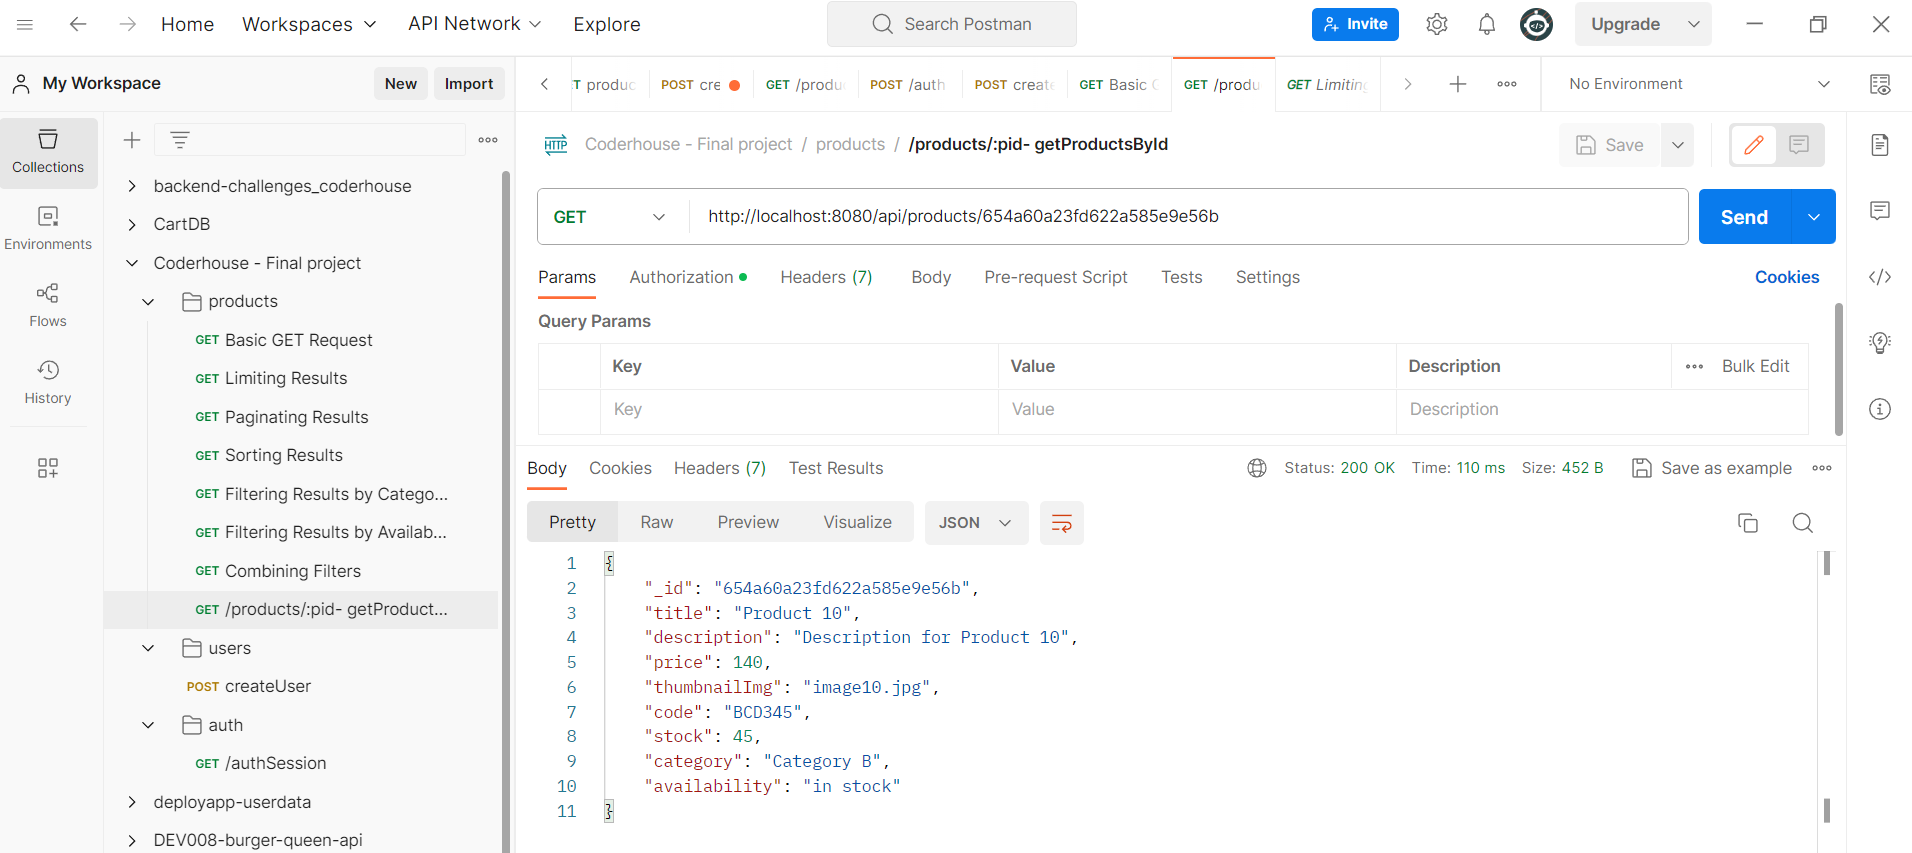 Home Workspaces API Network Explore Search Postman Invite Upgrade
My Workspace New Import
T produc POST cre GET /produ POST /auth POST create GET Basic GET /produ GET Limiting No Environment
Collections
Environments
Flows
History
backend-challenges_coderhouse
CartDB
Coderhouse - Final project
products
GET Basic GET Request
GET Limiting Results
GET Paginating Results
GET Sorting Results
GET Filtering Results by Catego...
GET Filtering Results by Availab...
GET Combining Filters
GET /products/:pid- getProduct...
users
POST createUser
auth
GET /authSession
deployapp-userdata
DEV008-burger-queen-api
HTTP Coderhouse - Final project / products / /products/:pid- getProductsById Save
GET http://localhost:8080/api/products/654a60a23fd622a585e9e56b Send
Params Authorization Headers (7) Body Pre-request Script Tests Settings Cookies
Query Params
Key Value Description Bulk Edit
Key Value Description
Body Cookies Headers (7) Test Results Status: 200 OK Time: 110 ms Size: 452 B Save as example
Pretty Raw Preview Visualize JSON
1 {
2 "_id": "654a60a23fd622a585e9e56b",
3 "title": "Product 10",
4 "description": "Description for Product 10",
5 "price": 140,
6 "thumbnailImg": "image10.jpg",
7 "code": "BCD345",
8 "stock": 45,
9 "category": "Category B",
10 "availability": "in stock"
11 }